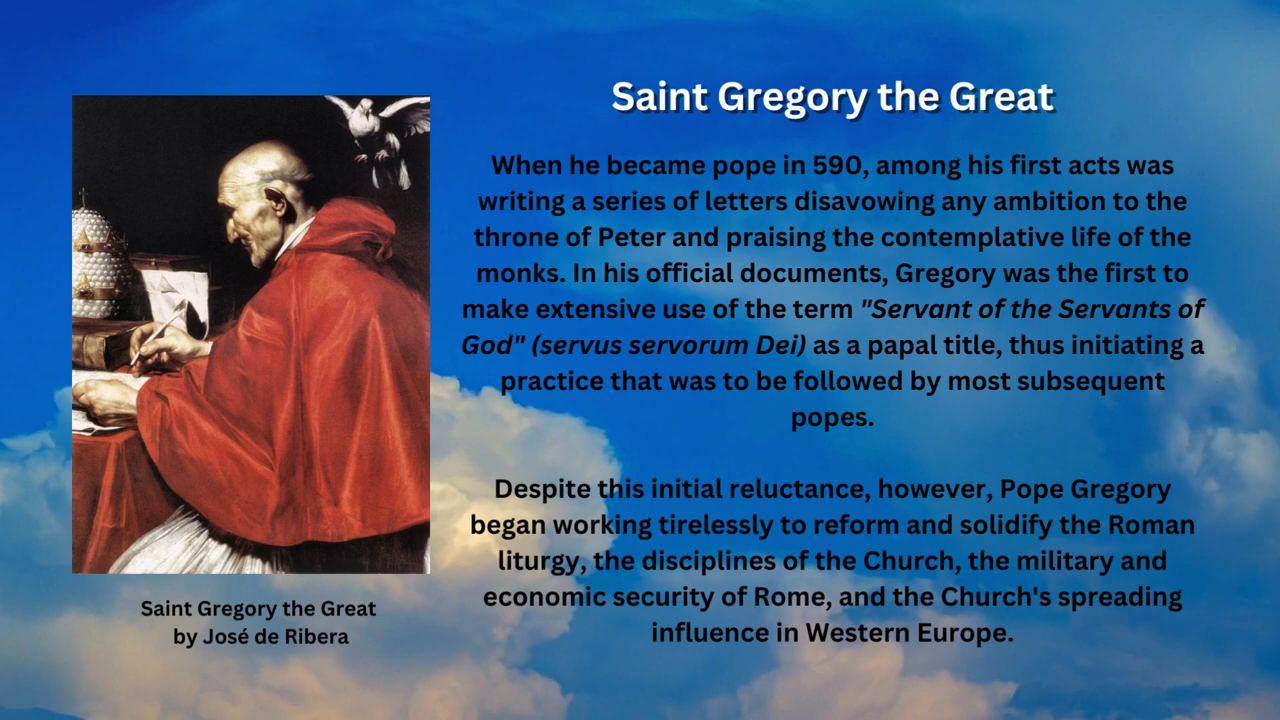 Saint Gregory the Great
When he became pope in 590, among his first acts was
writing a series of letters disavowing any ambition to the
throne of Peter and praising the contemplative life of the
monks. In his official documents, Gregory was the first to
make extensive use of the term "Servant of the Servants of
God" (servus servorum Dei) as a papal title, thus initiating a
practice that was to be followed by most subsequent
popes.
Despite this initial reluctance, however, Pope Gregory
began working tirelessly to reform and solidify the Roman
liturgy, the disciplines of the Church, the military and
economic security of Rome, and the Church's spreading
influence in Western Europe.
Saint Gregory the Great
by José de Ribera